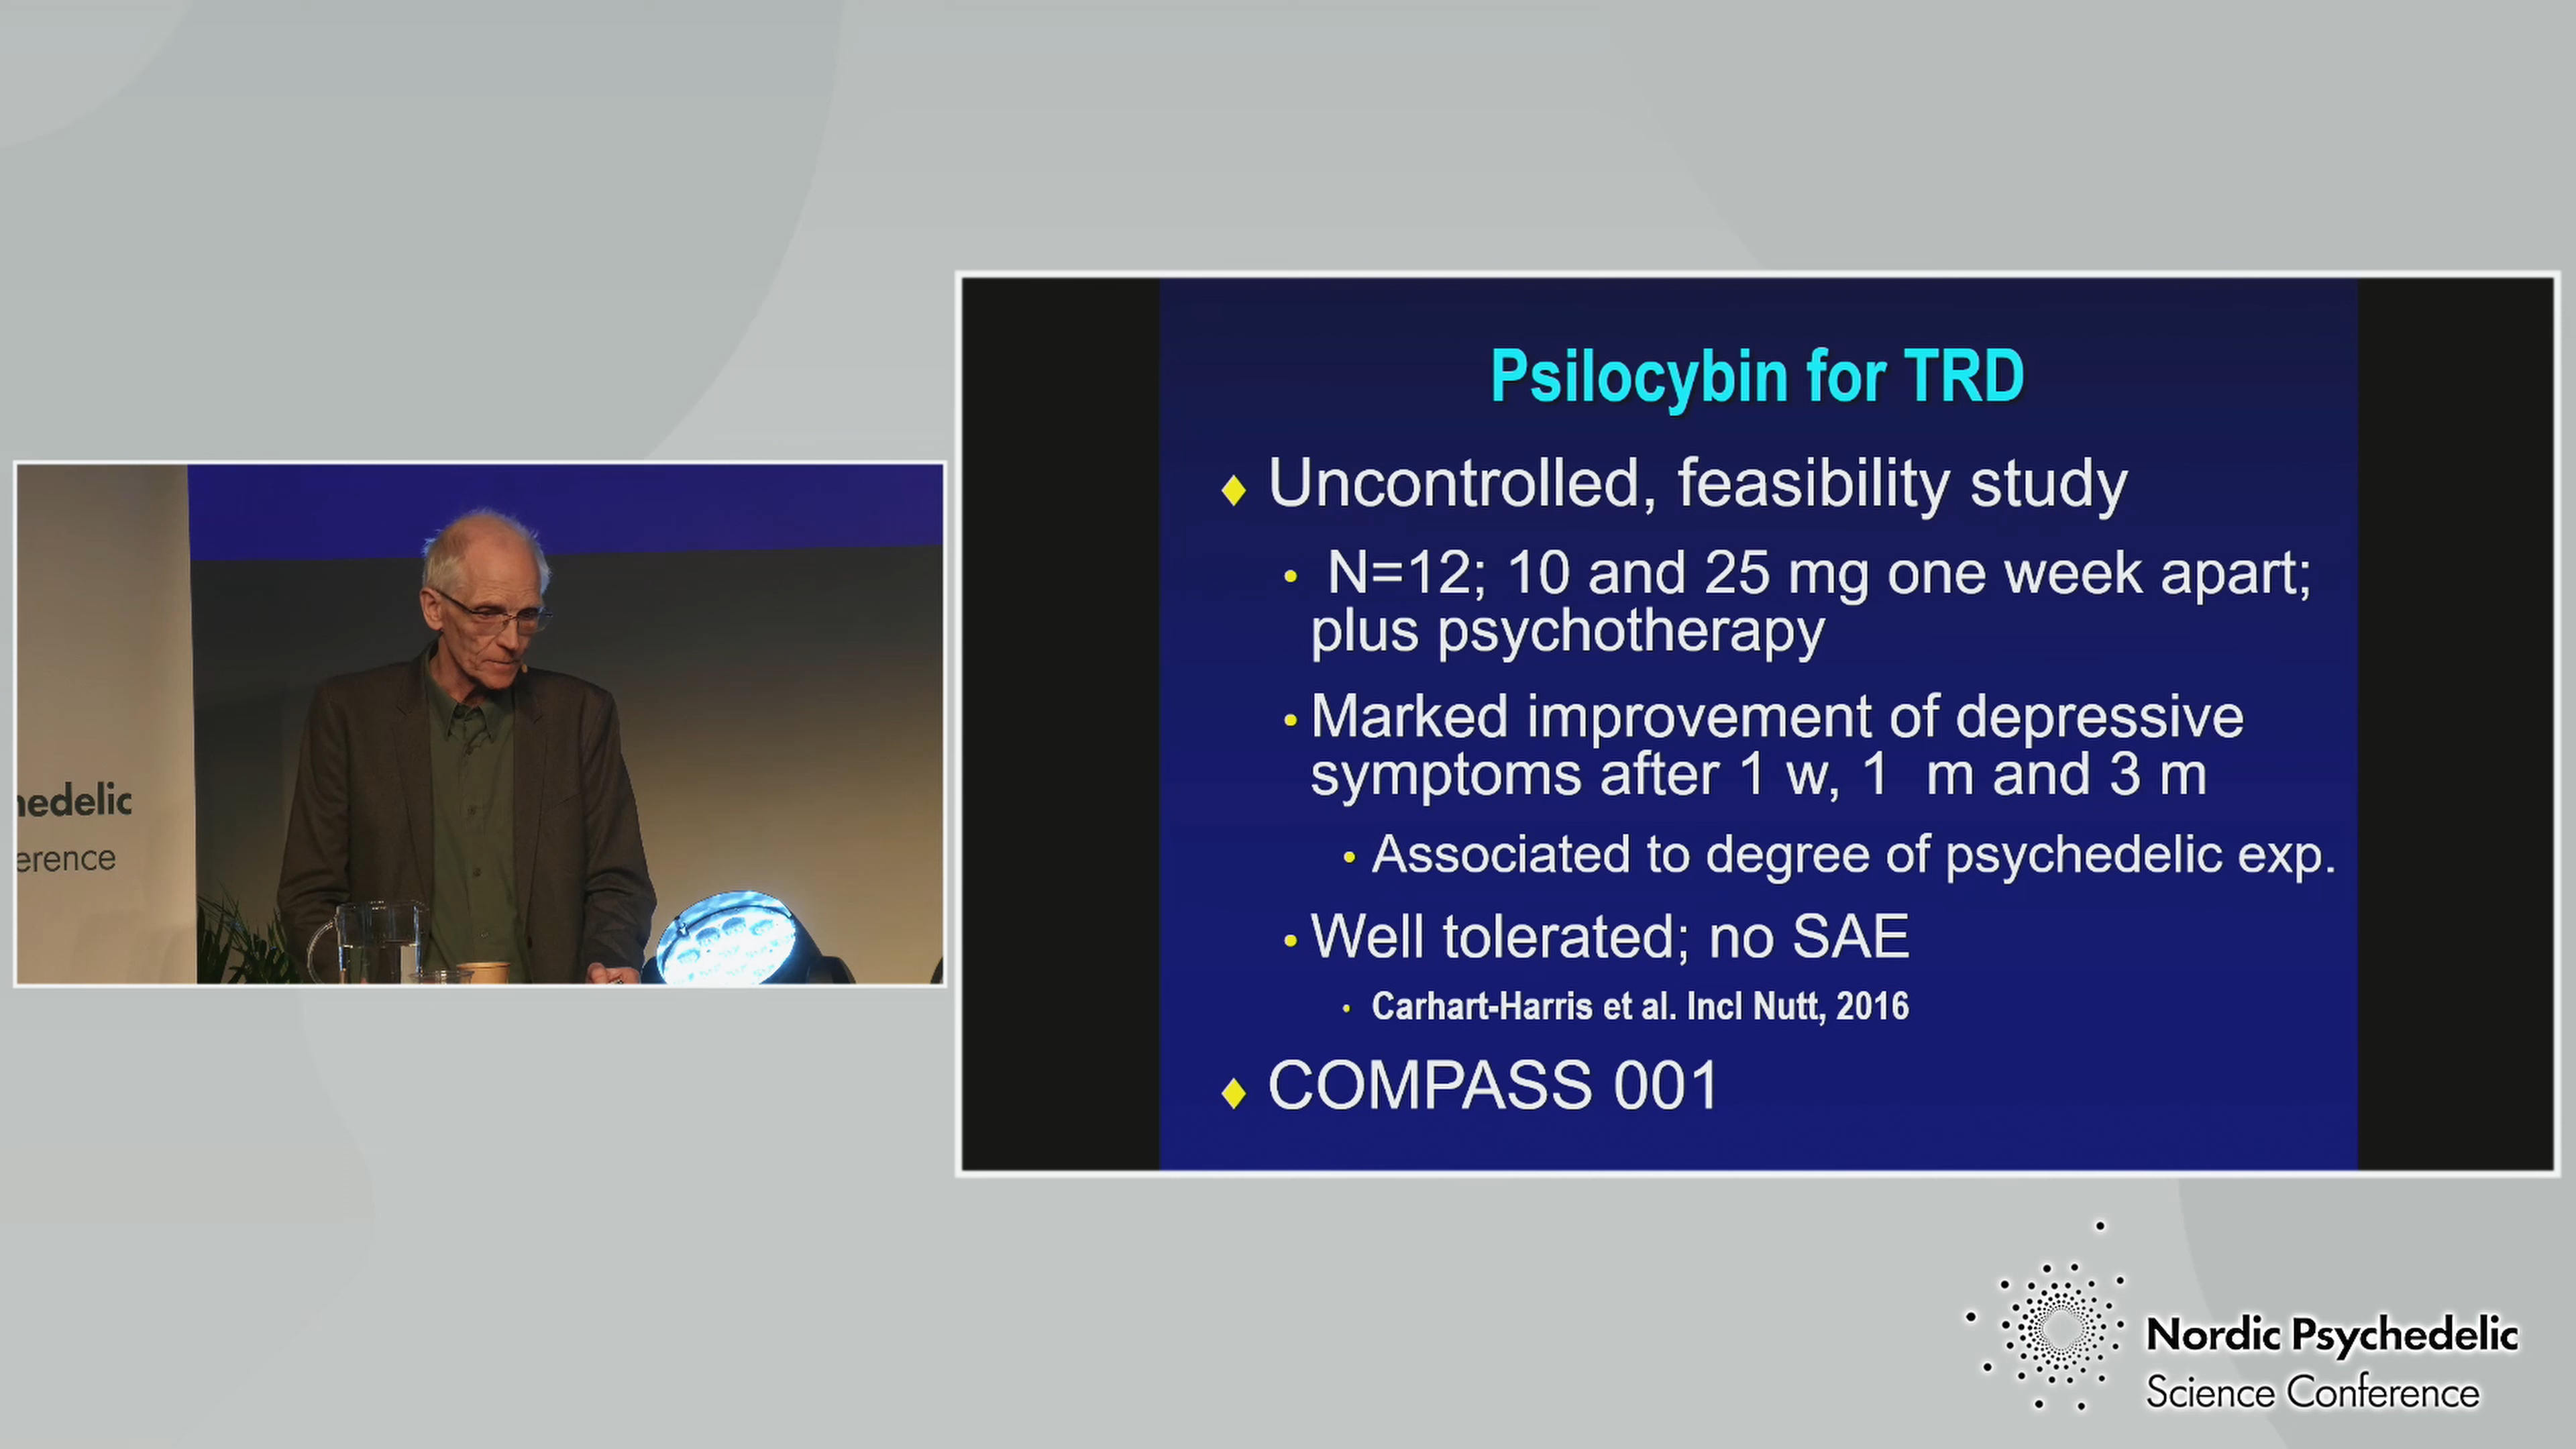 hedelic
erence
Psilocybin for TRD
Uncontrolled, feasibility study
N=12; 10 and 25 mg one week apart;
plus psychotherapy
Marked improvement of depressive
symptoms after 1 w, 1 m and 3 m
Associated to degree of psychedelic exp.
Well tolerated; no SAE
Carhart-Harris et al. Incl Nutt, 2016
COMPASS 001
Nordic Psychedelic
Science Conference